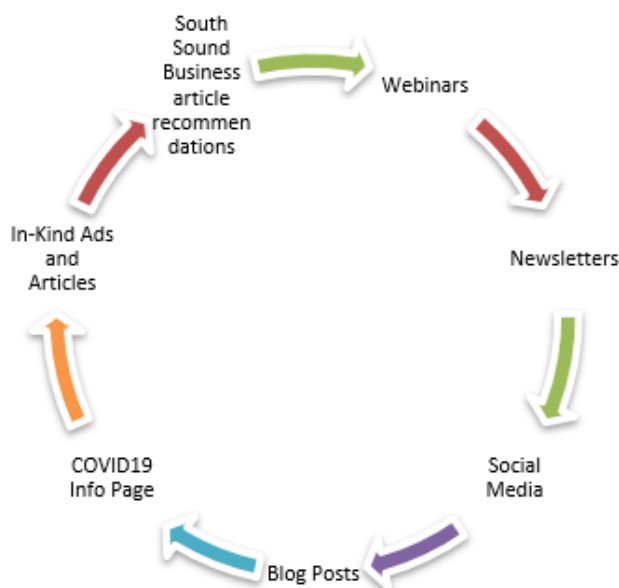 South
Sound
Business
article
recommen
dations
Webinars
Newsletters
Social
Media
Blog Posts
COVID19
Info Page
In-Kind Ads
and
Articles